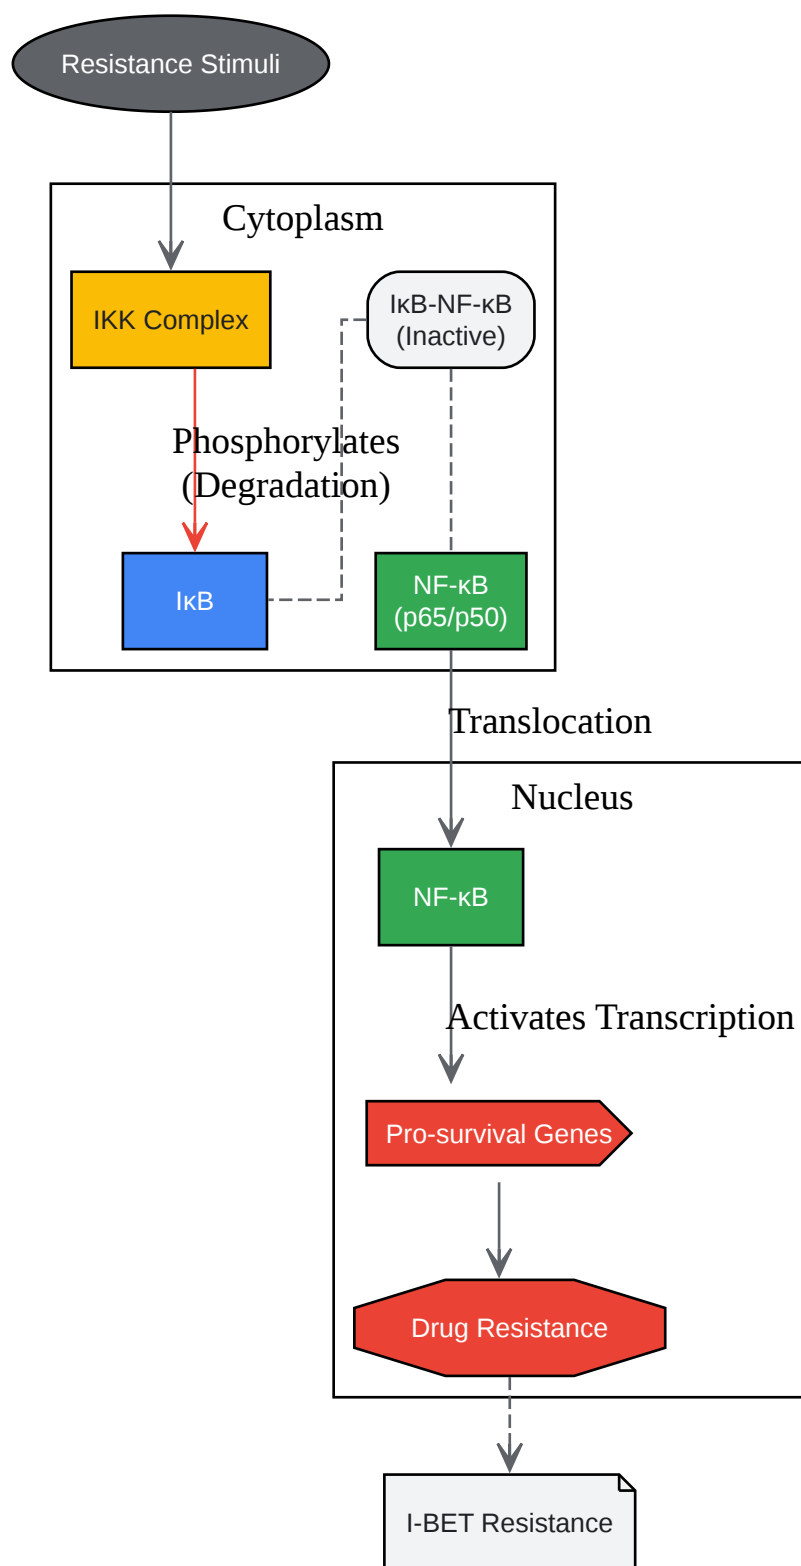 Resistance Stimuli
Cytoplasm
IKK Complex
IκB-NF-κB
(Inactive)
Phosphorylates
(Degradation)
IκB
NF-κB
(p65/p50)
Translocation
Nucleus
NF-κB
Activates Transcription
Pro-survival Genes
Drug Resistance
I-BET Resistance